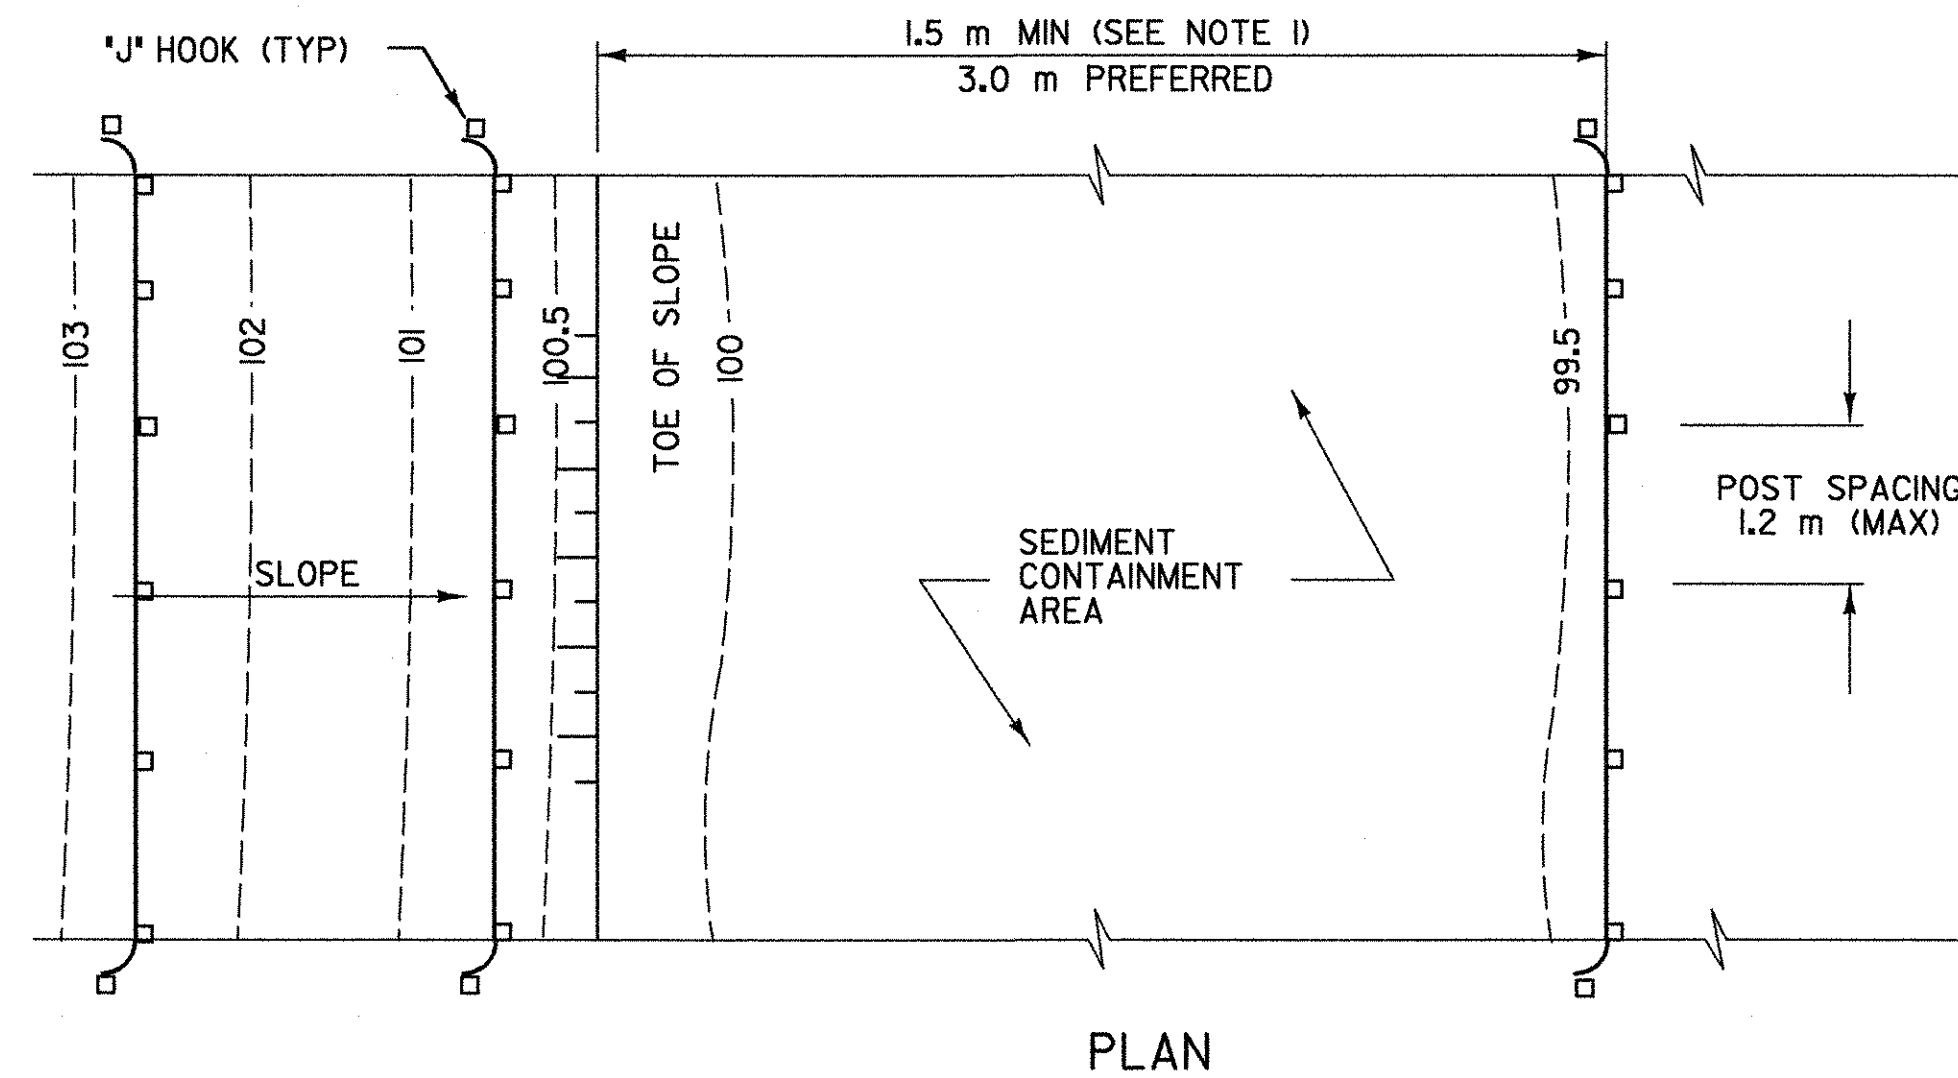 "J" HOOK (TYP)
1.5 m MIN (SEE NOTE 1)
3.0 m PREFERRED
103
102
101
100.5
TOE OF SLOPE
100
99.5
SLOPE
SEDIMENT
CONTAINMENT
AREA
POST SPACING
1.2 m (MAX)
PLAN